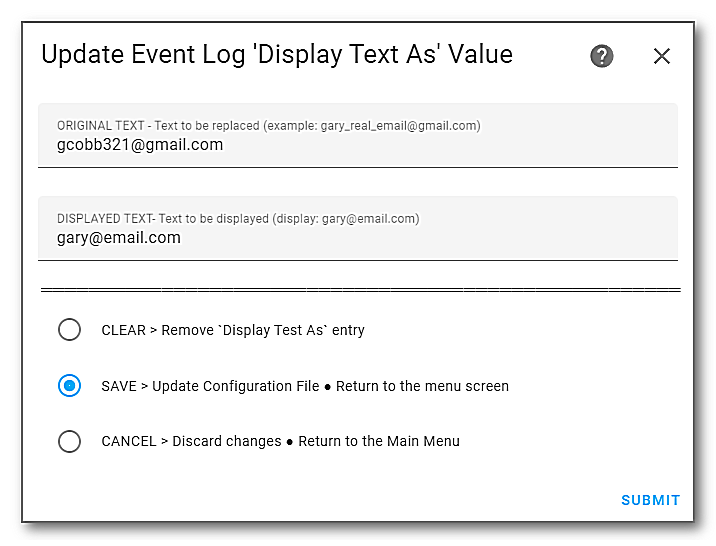 Update Event Log 'Display Text As' Value
ORIGINAL TEXT - Text to be replaced (example: gary_real_email@gmail.com)
gcobb321@gmail.com
DISPLAYED TEXT- Text to be displayed (display: gary@email.com)
gary@email.com
CLEAR > Remove `Display Test As` entry
SAVE > Update Configuration File ● Return to the menu screen
CANCEL > Discard changes ● Return to the Main Menu
SUBMIT